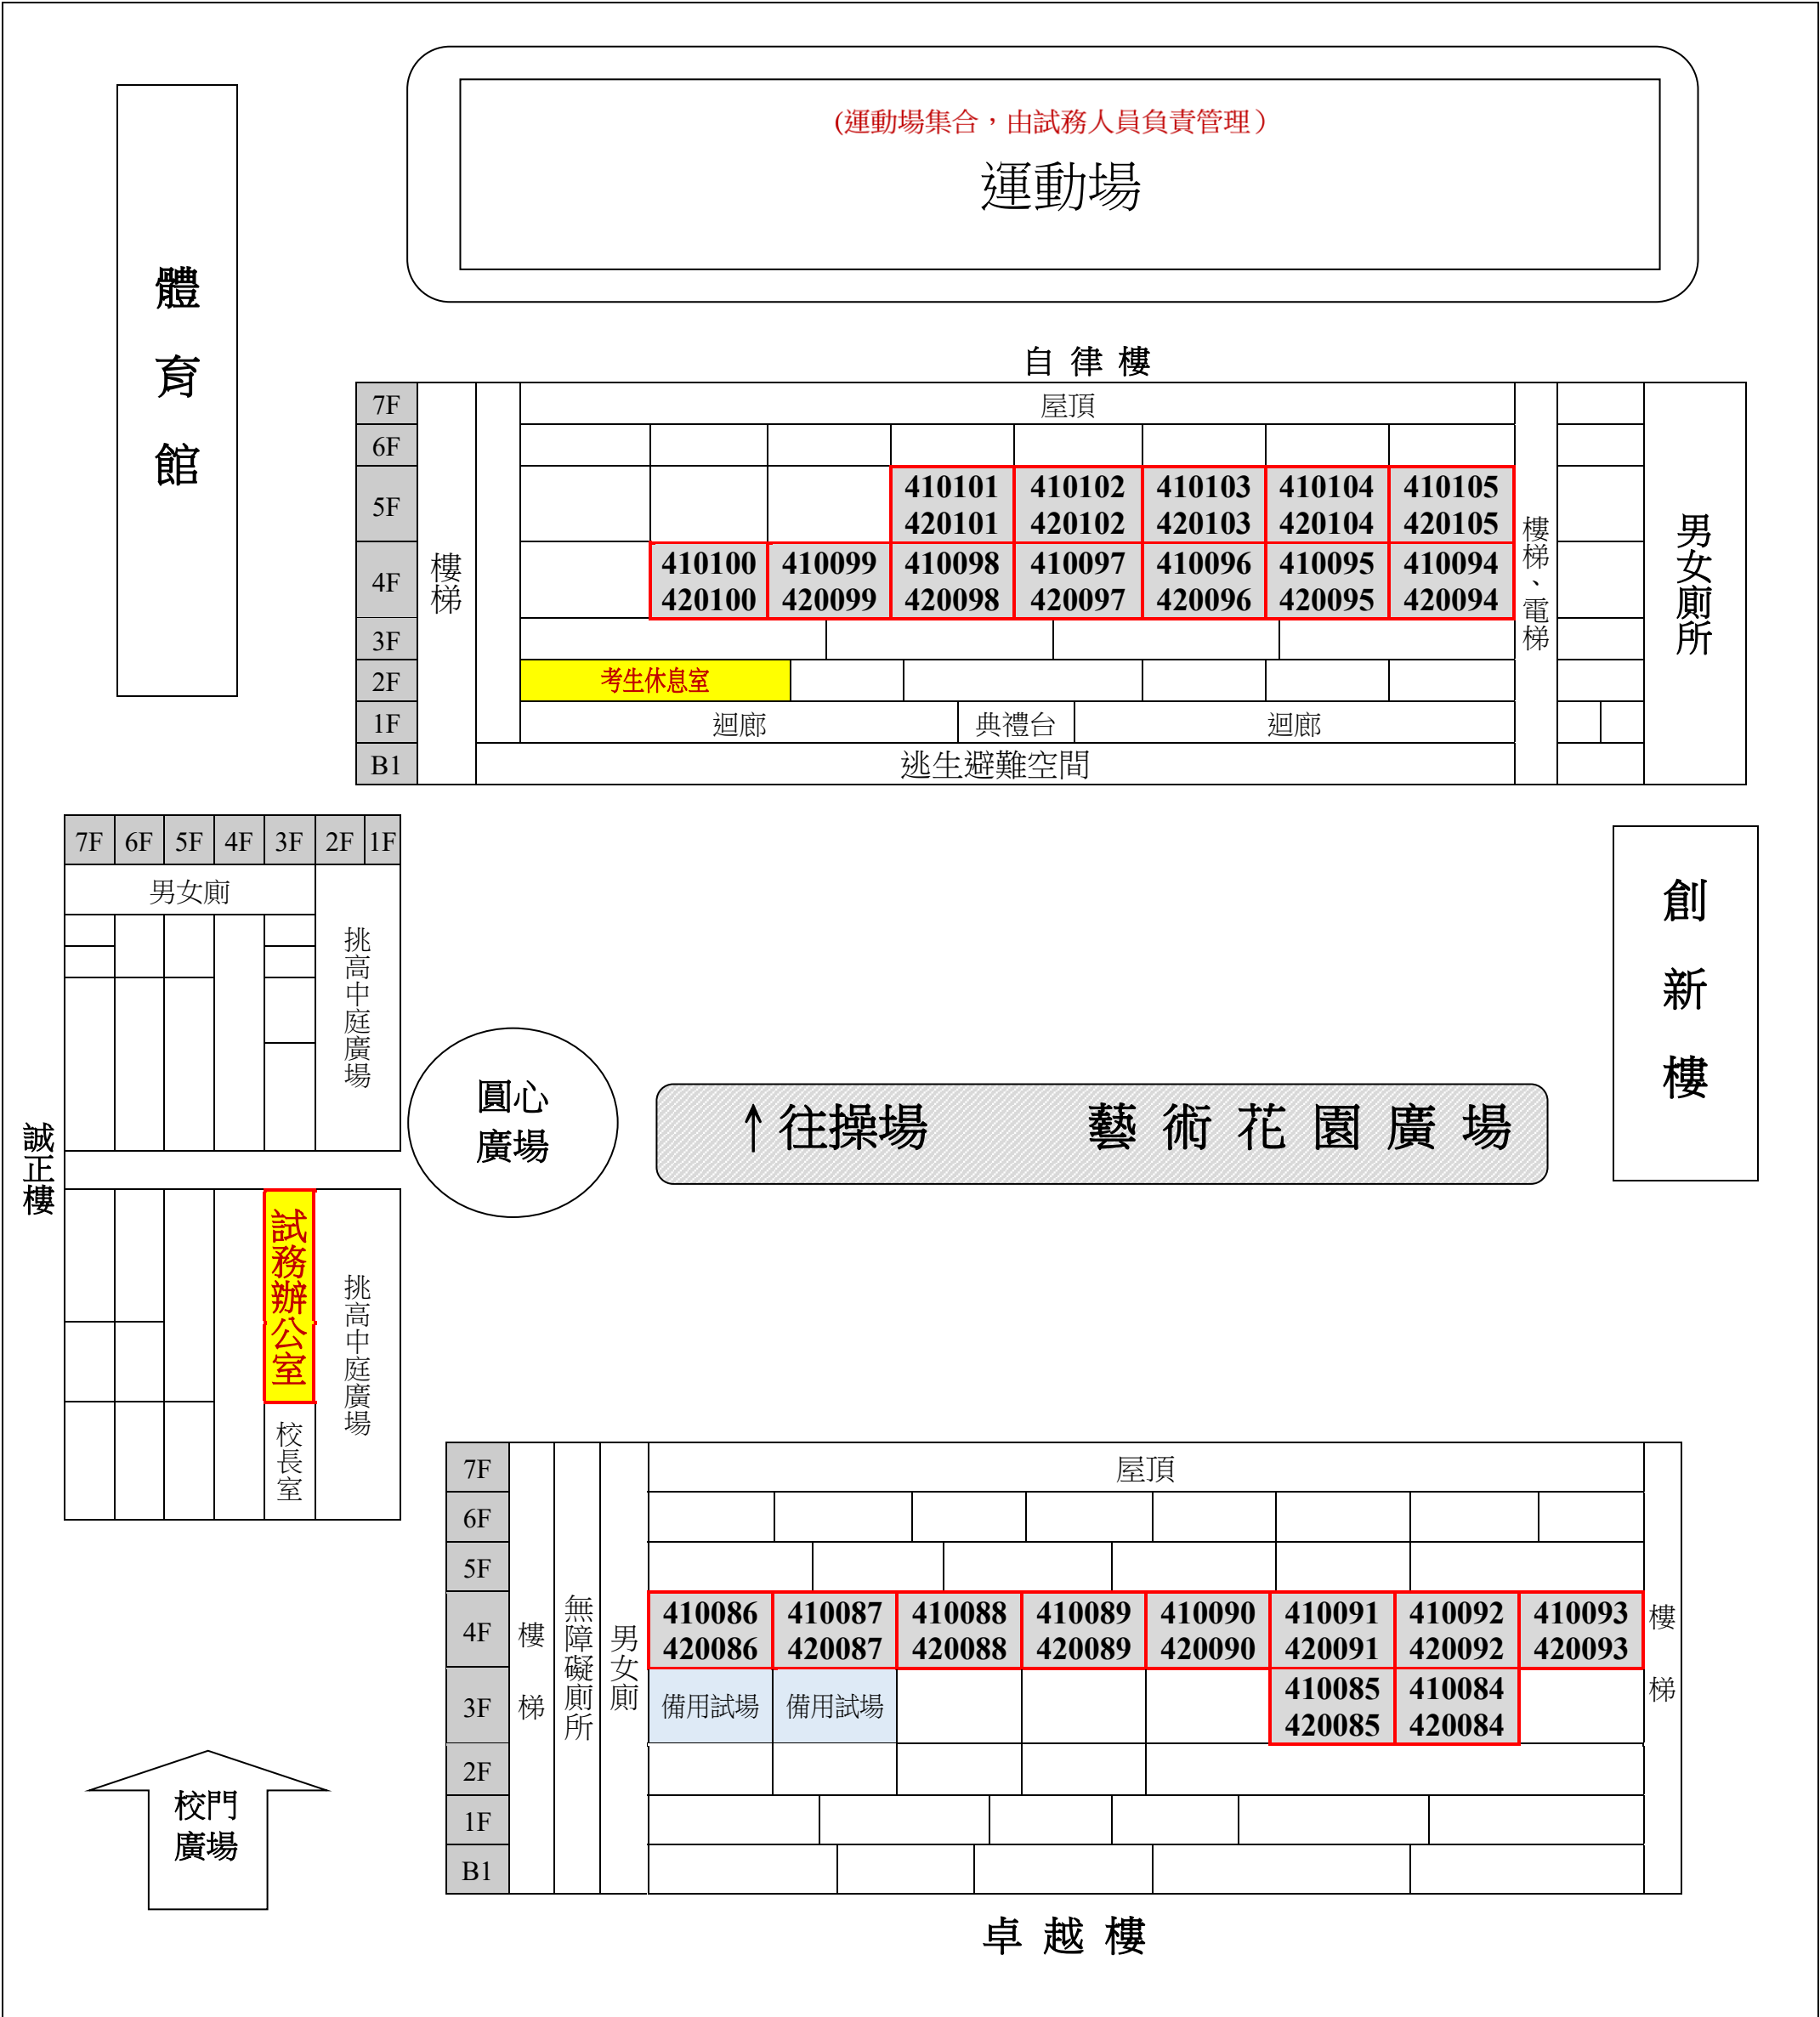 (運動場集合，由試務人員負責管理）
運動場
體育館
自律樓
7F 屋頂
6F
5F 410101 410102 410103 410104 410105
420101 420102 420103 420104 420105
4F 410100 410099 410098 410097 410096 410095 410094
420100 420099 420098 420097 420096 420095 420094
3F
2F 考生休息室
1F 迴廊 典禮台 迴廊
B1 逃生避難空間
樓梯
樓梯、電梯
男女廁所
7F 6F 5F 4F 3F 2F 1F
男女廁
挑高中庭廣場
誠正樓
試務辦公室
校長室
挑高中庭廣場
圓心
廣場
↑往操場 藝術花園廣場
創新樓
7F 屋頂
6F
5F
4F 410086 410087 410088 410089 410090 410091 410092 410093
420086 420087 420088 420089 420090 420091 420092 420093
3F 備用試場 備用試場 410085 410084
420085 420084
2F
1F
B1
樓梯
無障礙廁所
男女廁
樓梯
卓越樓
校門
廣場